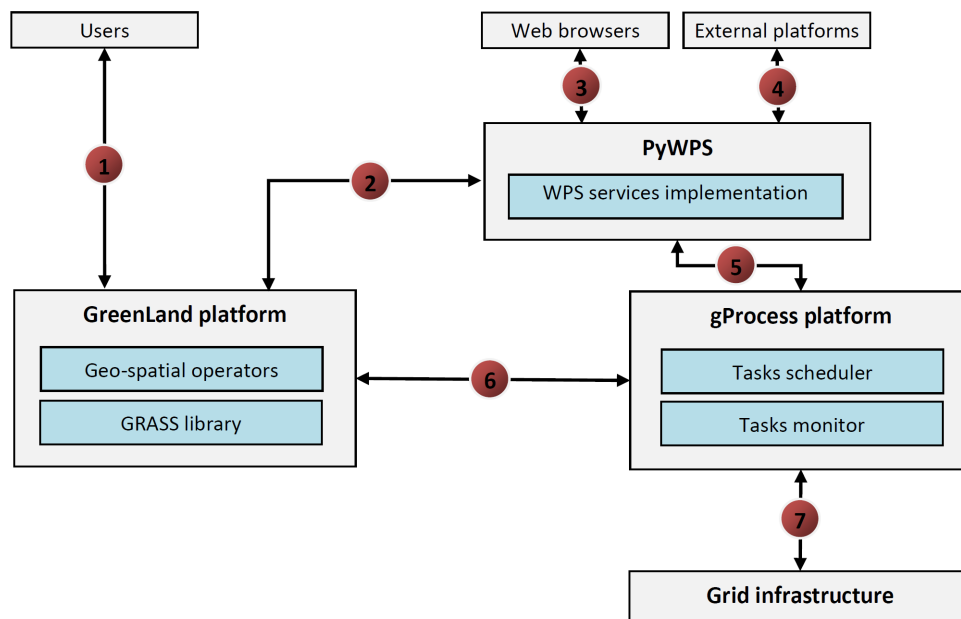 Users
Web browsers
External platforms
3
4
1
PyWPS
2
WPS services implementation
5
GreenLand platform
gProcess platform
Geo-spatial operators
6
Tasks scheduler
GRASS library
Tasks monitor
7
Grid infrastructure